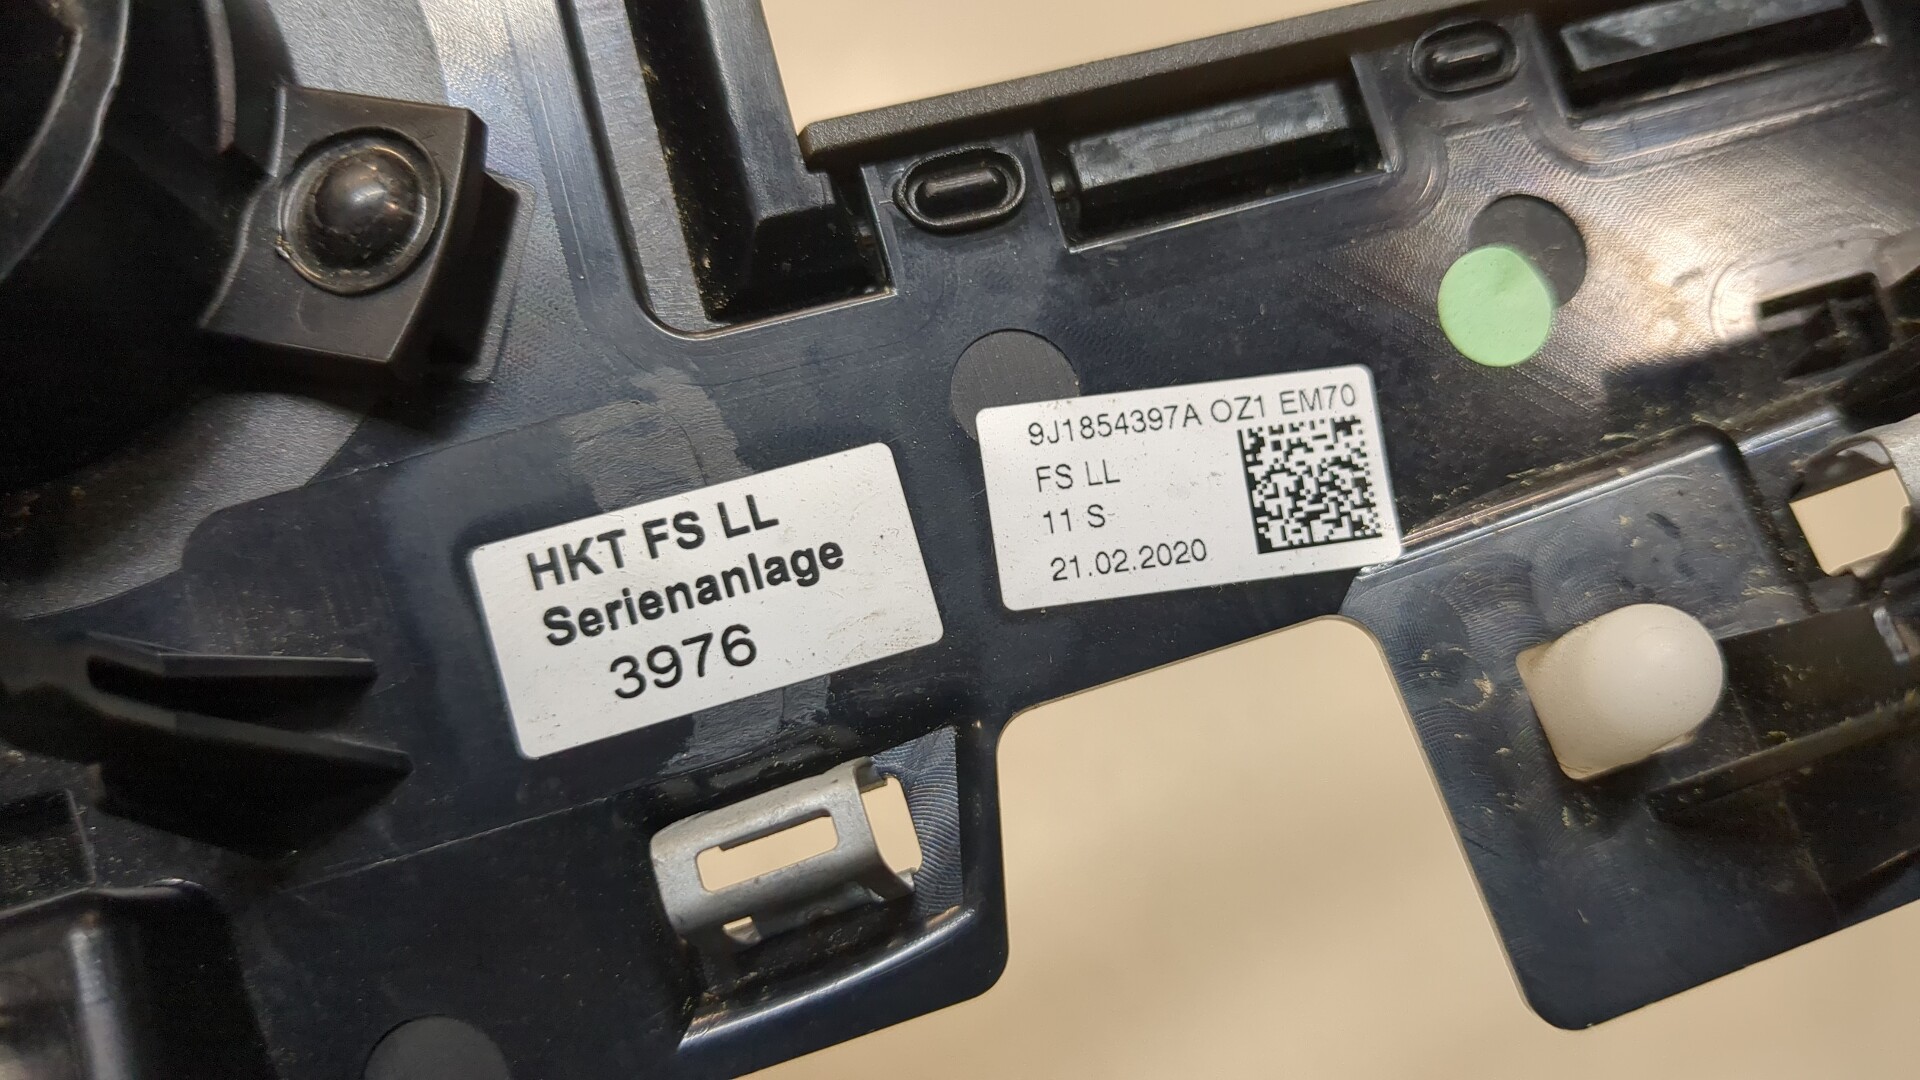 HKT FS LL
Serienanlage
3976
9J1854397A OZ1 EM70
FS LL
11 S
21.02.2020